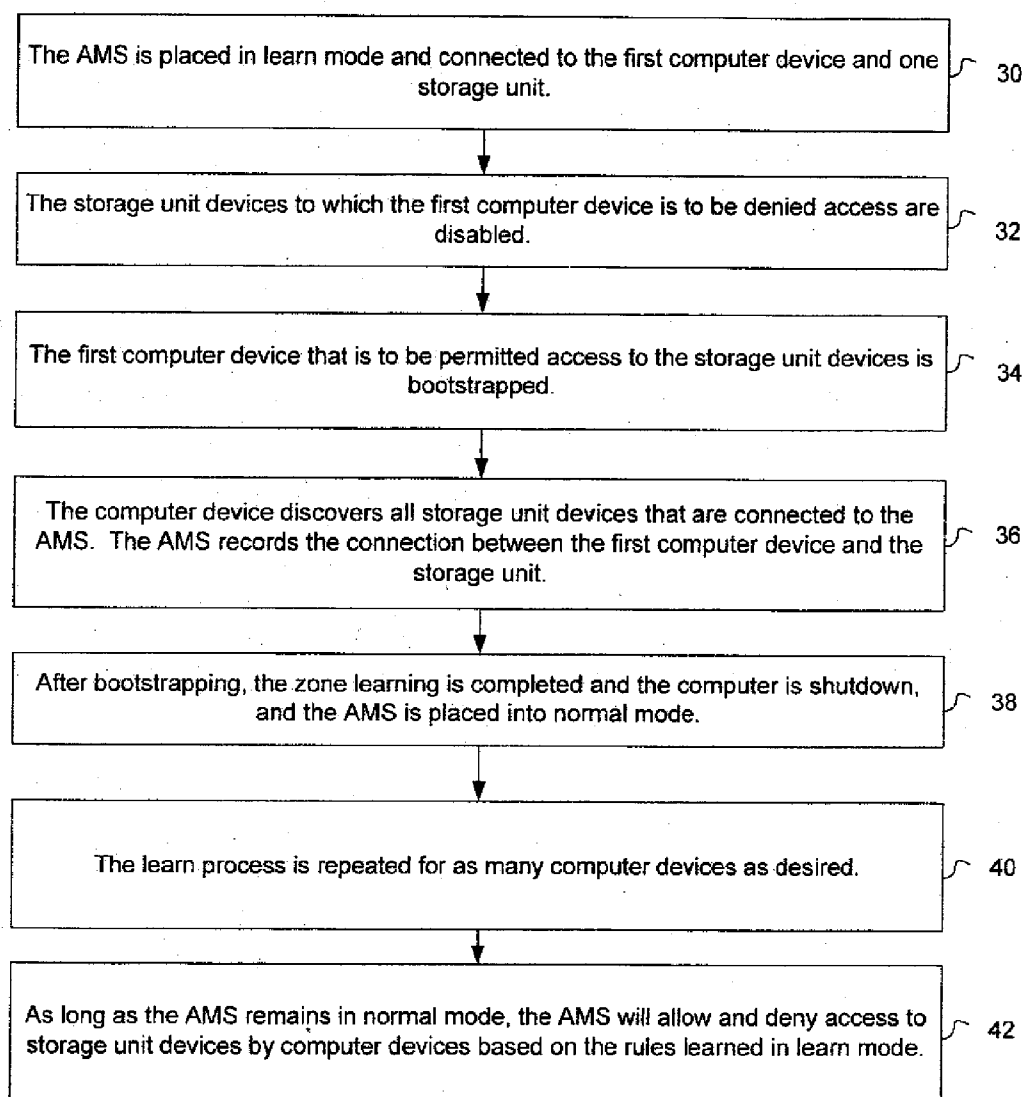 The AMS is placed in learn mode and connected to the first computer device and one
storage unit.
30
The storage unit devices to which the first computer device is to be denied access are
disabled.
32
The first computer device that is to be permitted access to the storage unit devices is
bootstrapped.
34
The computer device discovers all storage unit devices that are connected to the
AMS. The AMS records the connection between the first computer device and the
storage unit.
36
After bootstrapping, the zone learning is completed and the computer is shutdown,
and the AMS is placed into normal mode.
38
The learn process is repeated for as many computer devices as desired.
40
As long as the AMS remains in normal mode, the AMS will allow and deny access to
storage unit devices by computer devices based on the rules learned in learn mode.
42